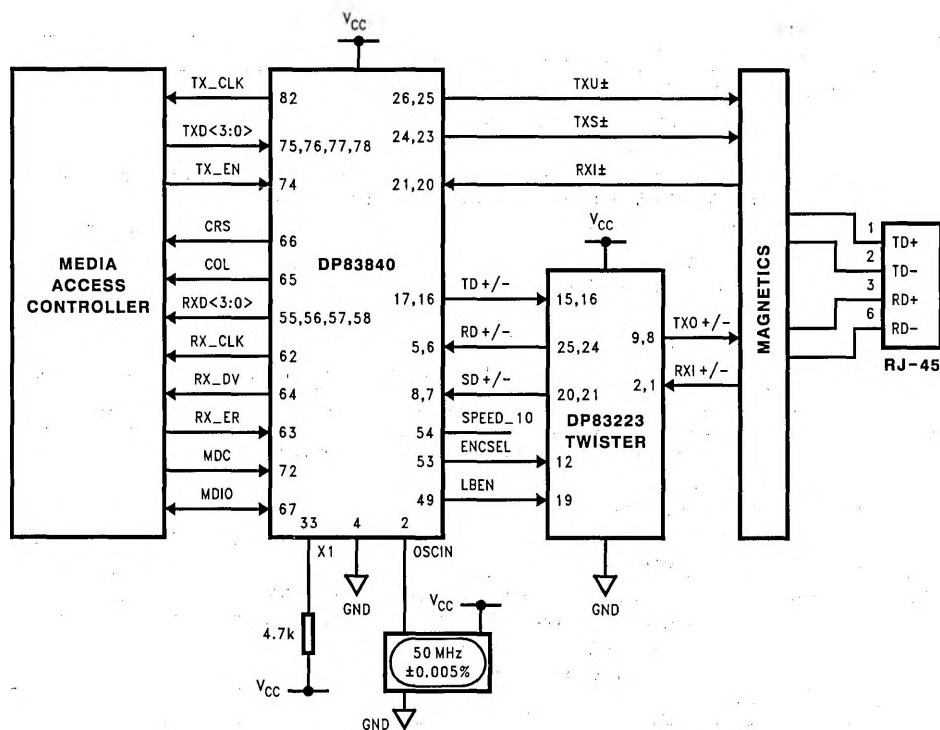 VCC
TX_CLK
82
26,25
TXU±
TXD<3:0>
75,76,77,78
24,23
TXS±
TX_EN
74
21,20
RXI±
CRS
66
VCC
1
TD+
MEDIA
ACCESS
CONTROLLER
COL
65
DP83840
2
TD-
17,16
TD +/-
15,16
MAGNETICS
3
RD+
RXD<3:0>
55,56,57,58
9,8
TXO +/-
6
RD-
RX_CLK
62
5,6
RD +/-
25,24
RJ-45
RX_DV
64
8,7
SD +/-
20,21
2,1
RXI +/-
RX_ER
63
54
SPEED_10
DP83223
TWISTER
MDC
72
53
ENCSEL
12
MDIO
67
49
LBEN
19
33
4
2
X1
OSCIN
GND
VCC
GND
4.7k
50 MHz
±0.005%
VCC
GND